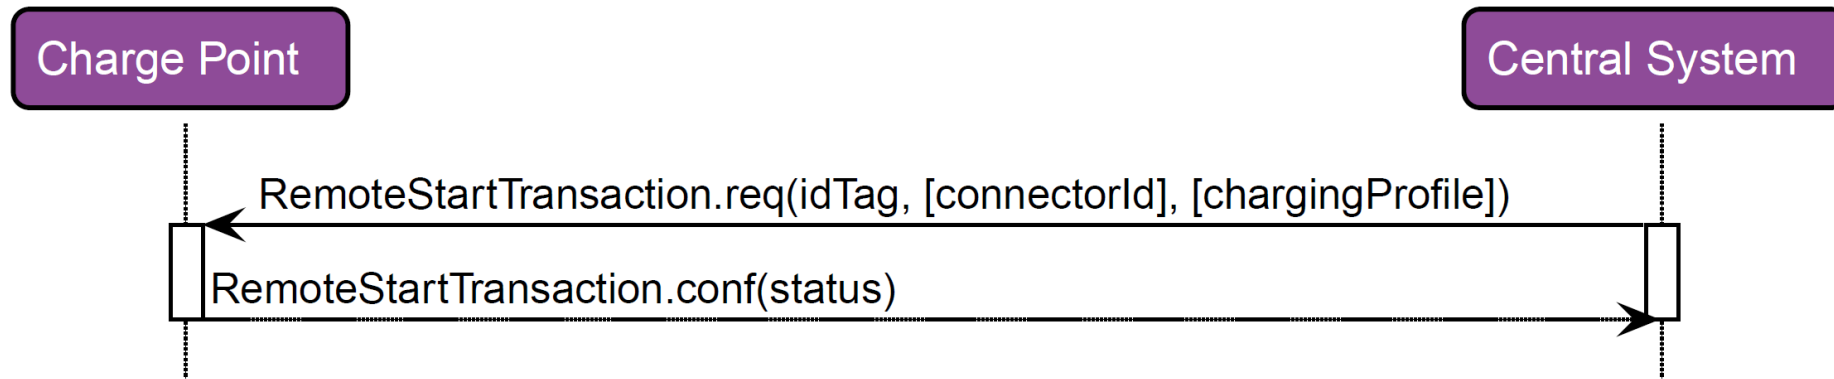 Charge Point
Central System
RemoteStartTransaction.req(idTag, [connectorId], [chargingProfile])
RemoteStartTransaction.conf(status)